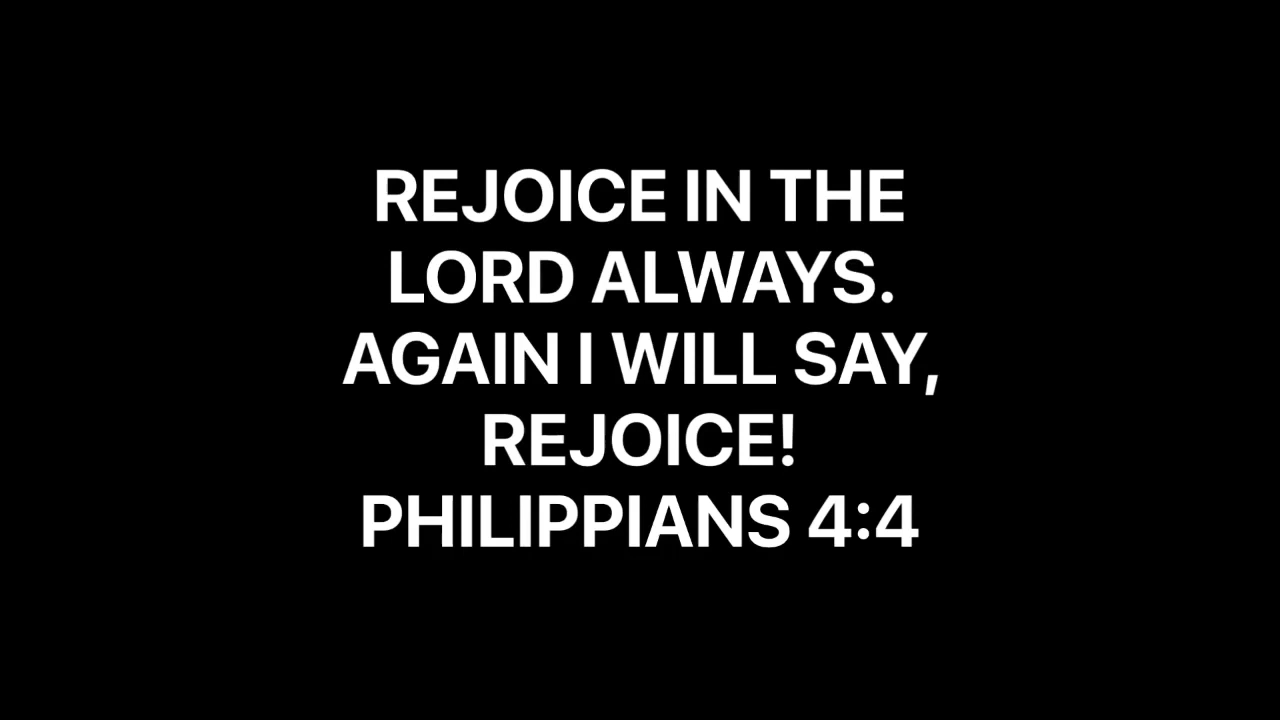 REJOICE IN THE
LORD ALWAYS.
AGAIN I WILL SAY,
REJOICE!
PHILIPPIANS 4:4